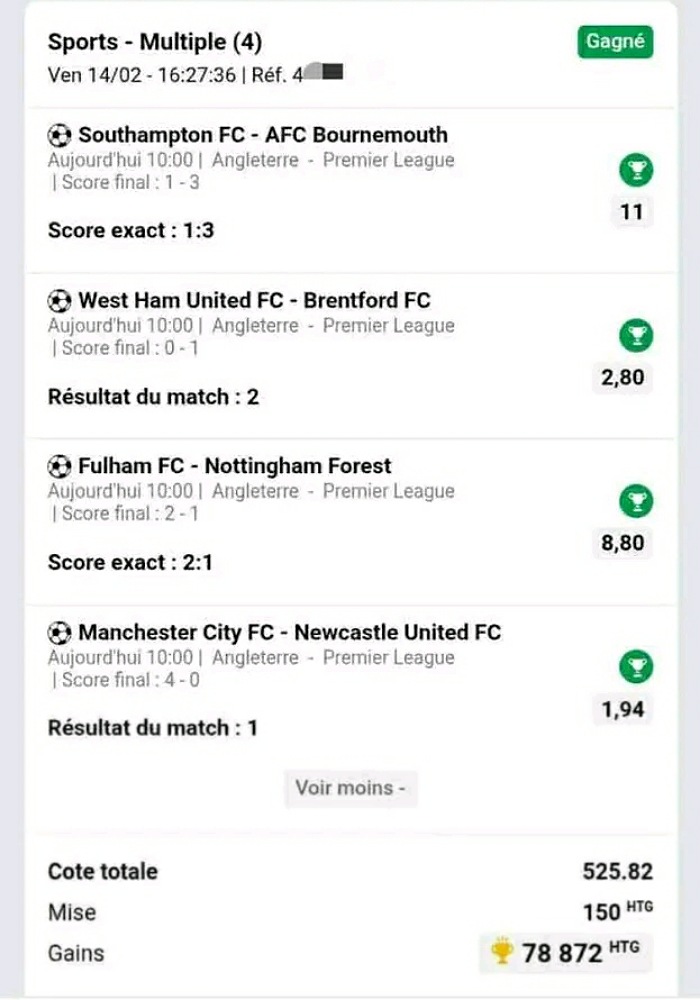 Sports - Multiple (4)
Gagné
Ven 14/02 - 16:27:36 | Réf. 4
Southampton FC - AFC Bournemouth
Aujourd'hui 10:00 | Angleterre - Premier League
| Score final : 1 - 3
11
Score exact : 1:3
West Ham United FC - Brentford FC
Aujourd'hui 10:00 | Angleterre - Premier League
| Score final : 0 - 1
2,80
Résultat du match : 2
Fulham FC - Nottingham Forest
Aujourd'hui 10:00 | Angleterre - Premier League
| Score final : 2 - 1
8,80
Score exact : 2:1
Manchester City FC - Newcastle United FC
Aujourd'hui 10:00 | Angleterre - Premier League
| Score final : 4 - 0
1,94
Résultat du match : 1
Voir moins -
Cote totale 525.82
Mise 150 HTG
Gains 78 872 HTG